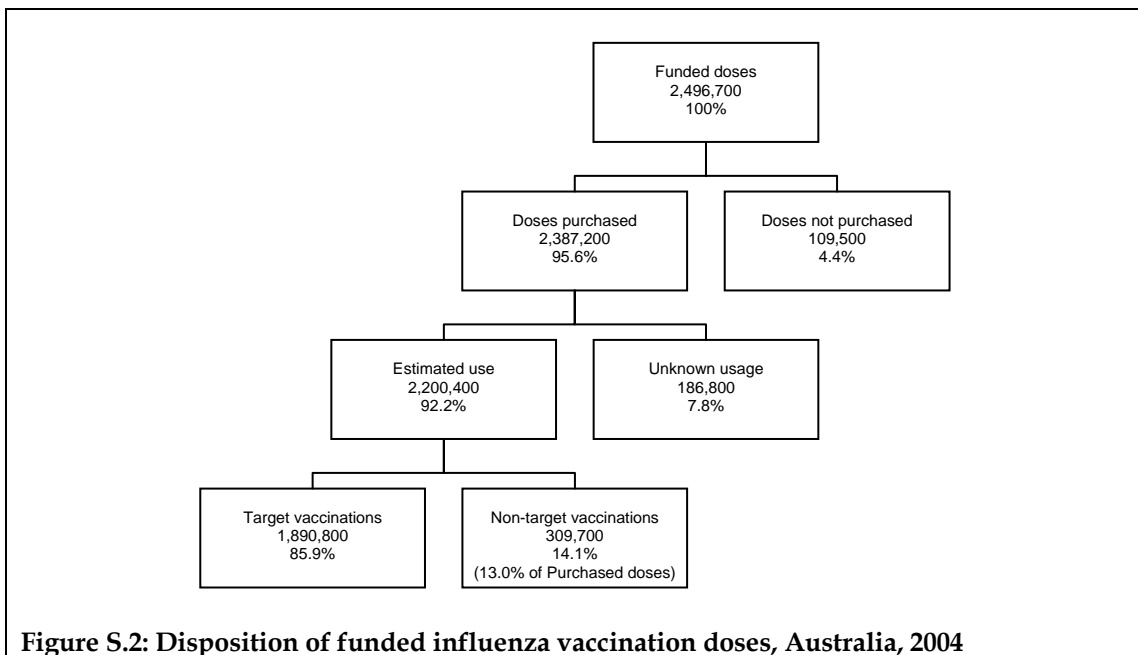 Funded doses
2,496,700
100%
Doses purchased
2,387,200
95.6%
Doses not purchased
109,500
4.4%
Estimated use
2,200,400
92.2%
Unknown usage
186,800
7.8%
Target vaccinations
1,890,800
85.9%
Non-target vaccinations
309,700
14.1%
(13.0% of Purchased doses)
Figure S.2: Disposition of funded influenza vaccination doses, Australia, 2004